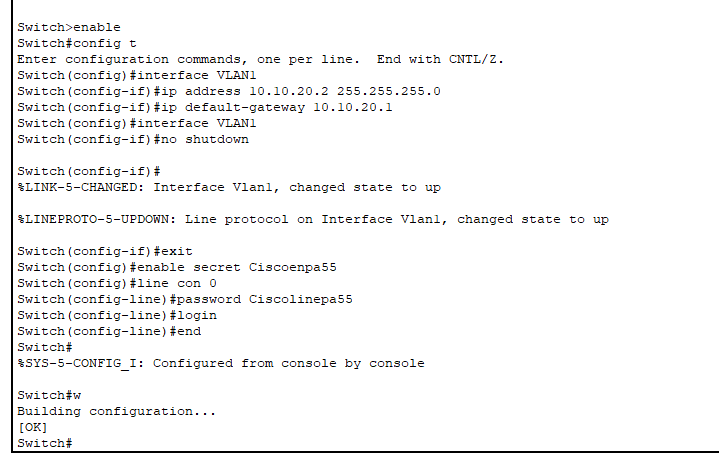 Switch>enable
Switch#config t
Enter configuration commands, one per line.  End with CNTL/Z.
Switch(config)#interface VLAN1
Switch(config-if)#ip address 10.10.20.2 255.255.255.0
Switch(config-if)#ip default-gateway 10.10.20.1
Switch(config)#interface VLAN1
Switch(config-if)#no shutdown
Switch(config-if)#
%LINK-5-CHANGED: Interface Vlan1, changed state to up
%LINEPROTO-5-UPDOWN: Line protocol on Interface Vlan1, changed state to up
Switch(config-if)#exit
Switch(config)#enable secret Ciscoenpa55
Switch(config)#line con 0
Switch(config-line)#password Ciscolinepa55
Switch(config-line)#login
Switch(config-line)#end
Switch#
%SYS-5-CONFIG_I: Configured from console by console
Switch#w
Building configuration...
[OK]
Switch#